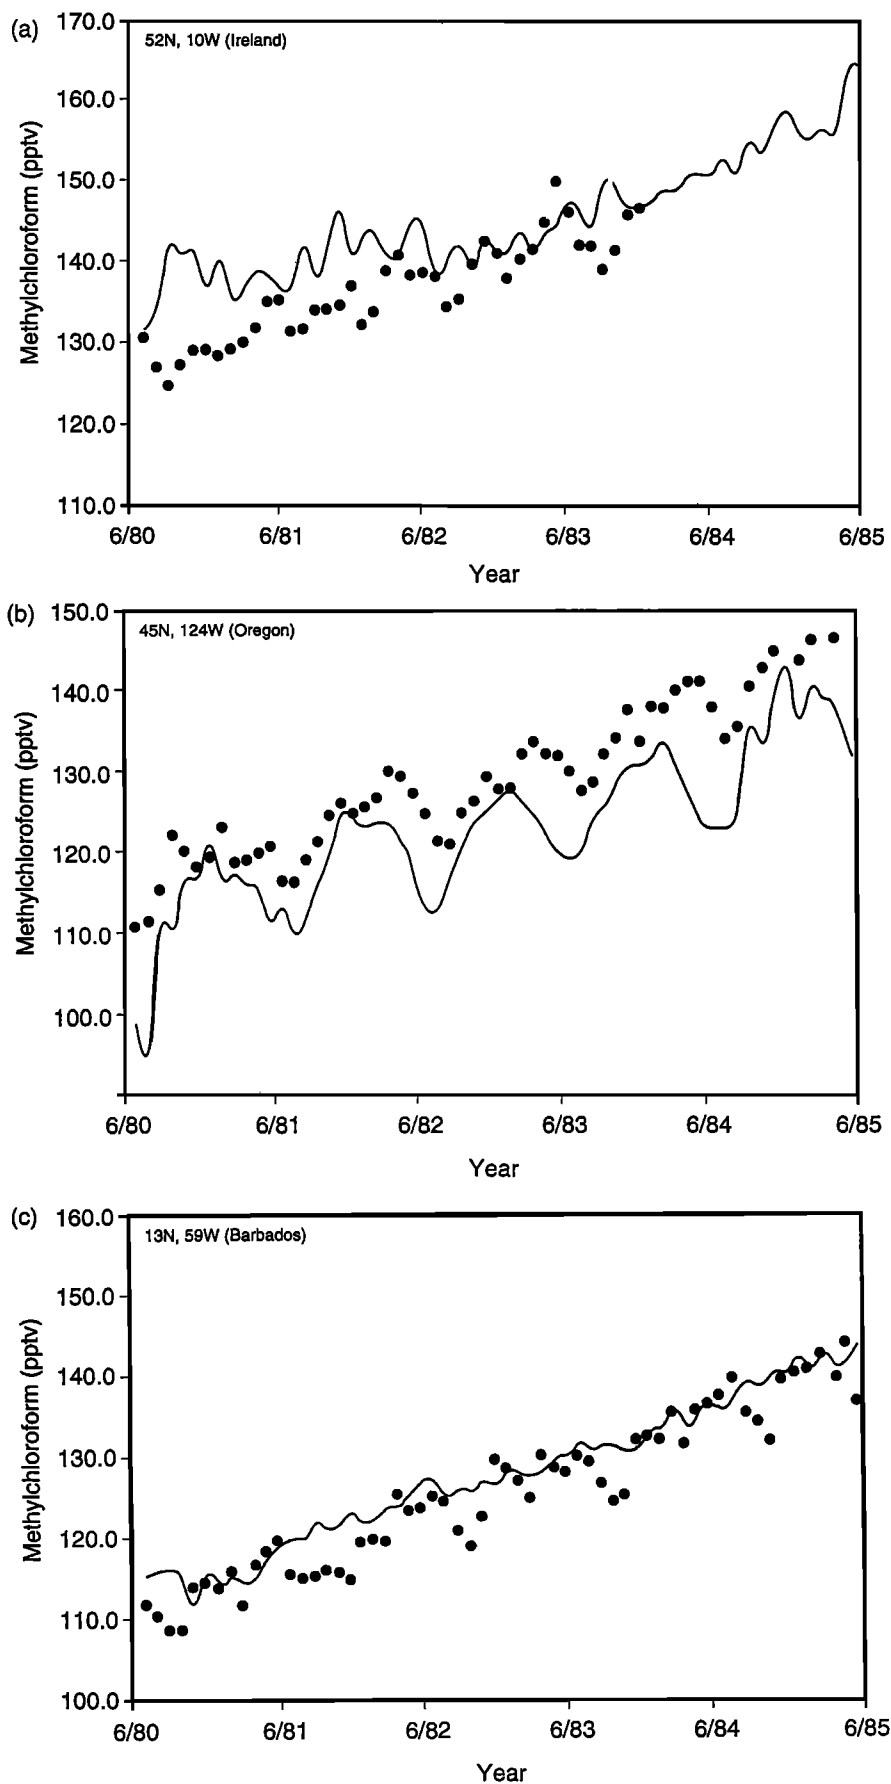 (a)
170.0
52N, 10W (Ireland)
160.0
150.0
140.0
130.0
120.0
110.0
Methylchloroform (pptv)
6/80 6/81 6/82 6/83 6/84 6/85
Year
(b)
150.0
45N, 124W (Oregon)
140.0
130.0
120.0
110.0
100.0
Methylchloroform (pptv)
6/80 6/81 6/82 6/83 6/84 6/85
Year
(c)
160.0
13N, 59W (Barbados)
150.0
140.0
130.0
120.0
110.0
100.0
Methylchloroform (pptv)
6/80 6/81 6/82 6/83 6/84 6/85
Year